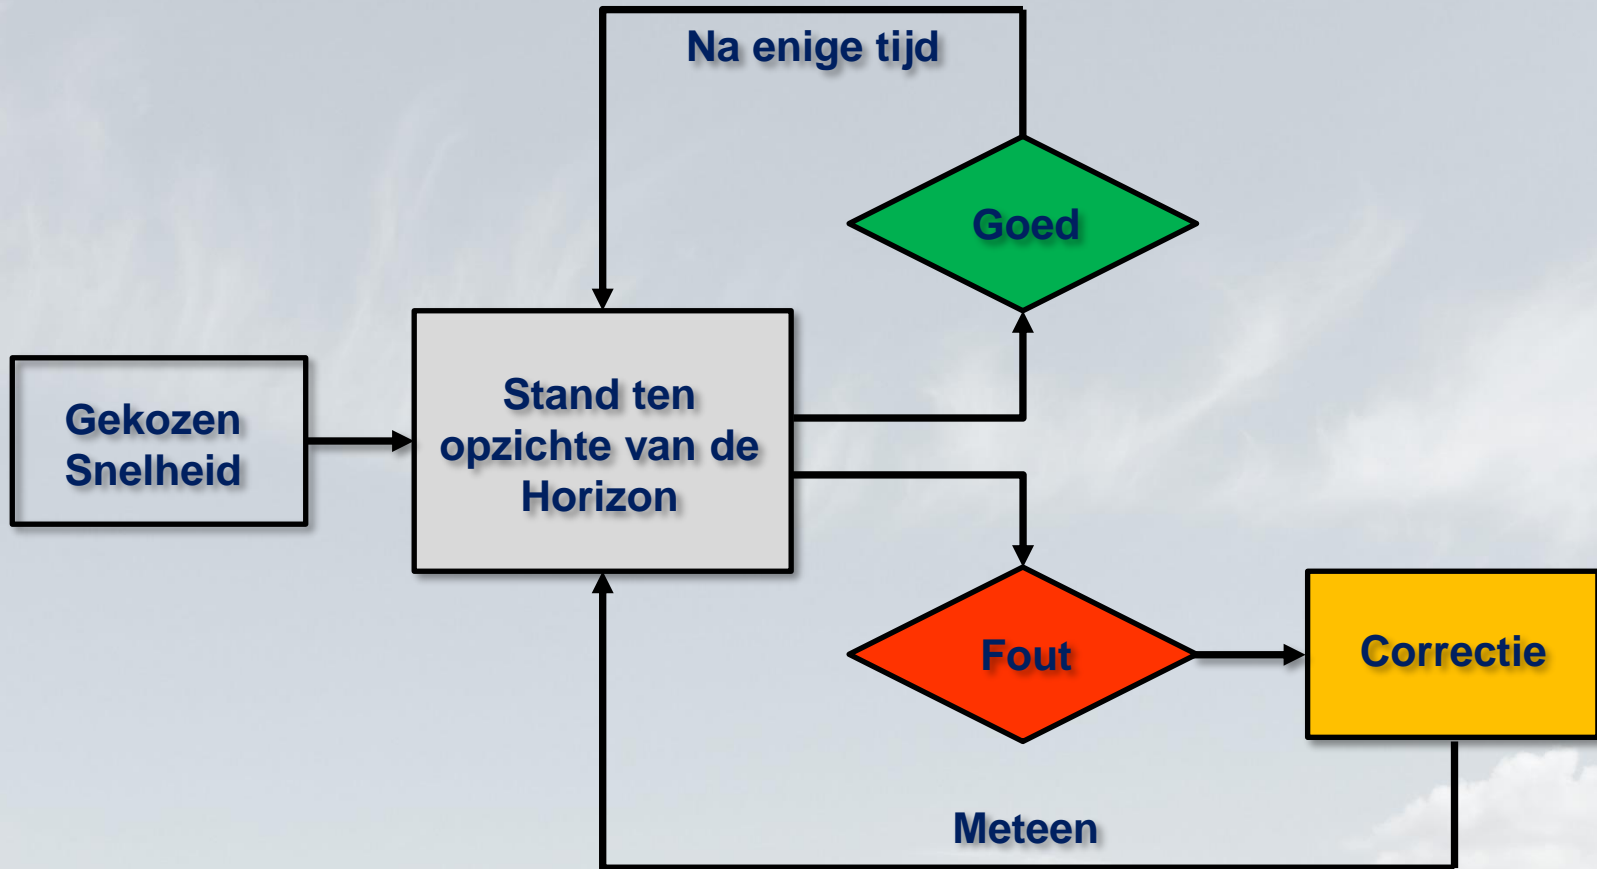 Na enige tijd
Goed
Gekozen
Snelheid
Stand ten
opzichte van de
Horizon
Fout
Correctie
Meteen